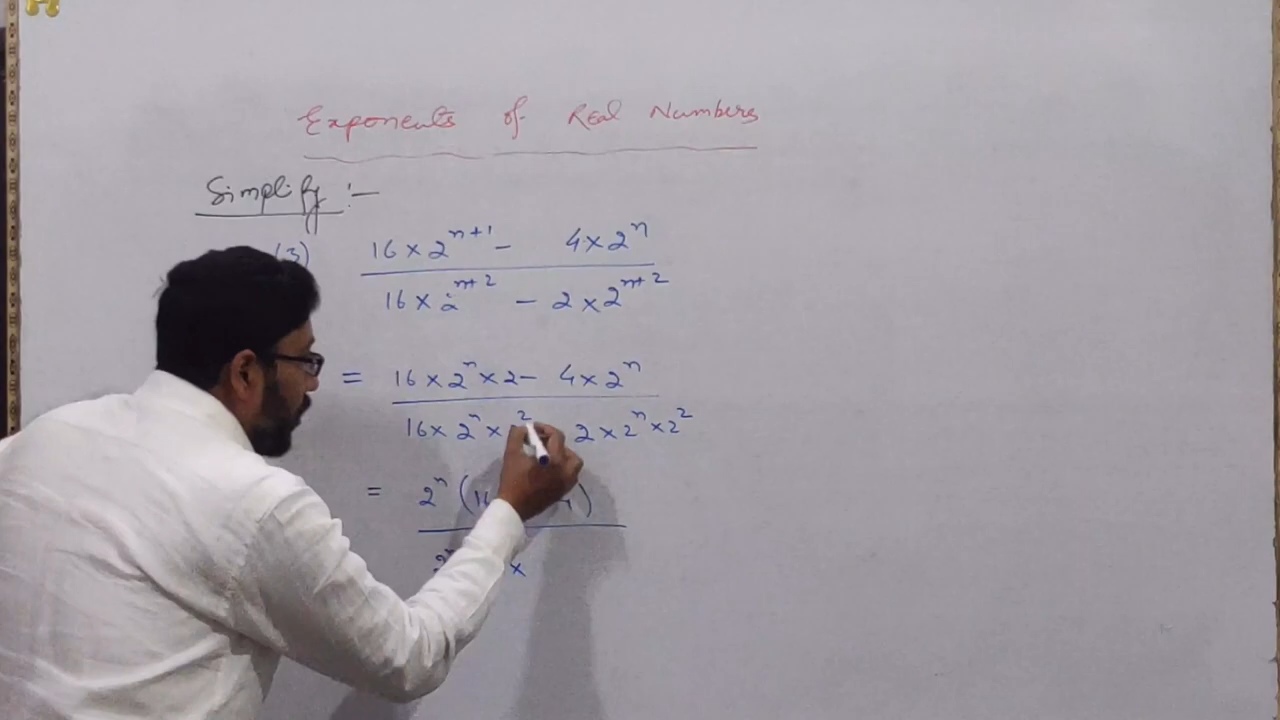 Exponents of Real Numbers
Simplify :-
(3) 16 × 2^{n+1} - 4 × 2^n
16 × 2^{n+2} - 2 × 2^{n+2}
= 16 × 2^n × 2 - 4 × 2^n
16 × 2^n × 2 2 × 2^n × 2^2
= 2^n (16 4)
2 ×